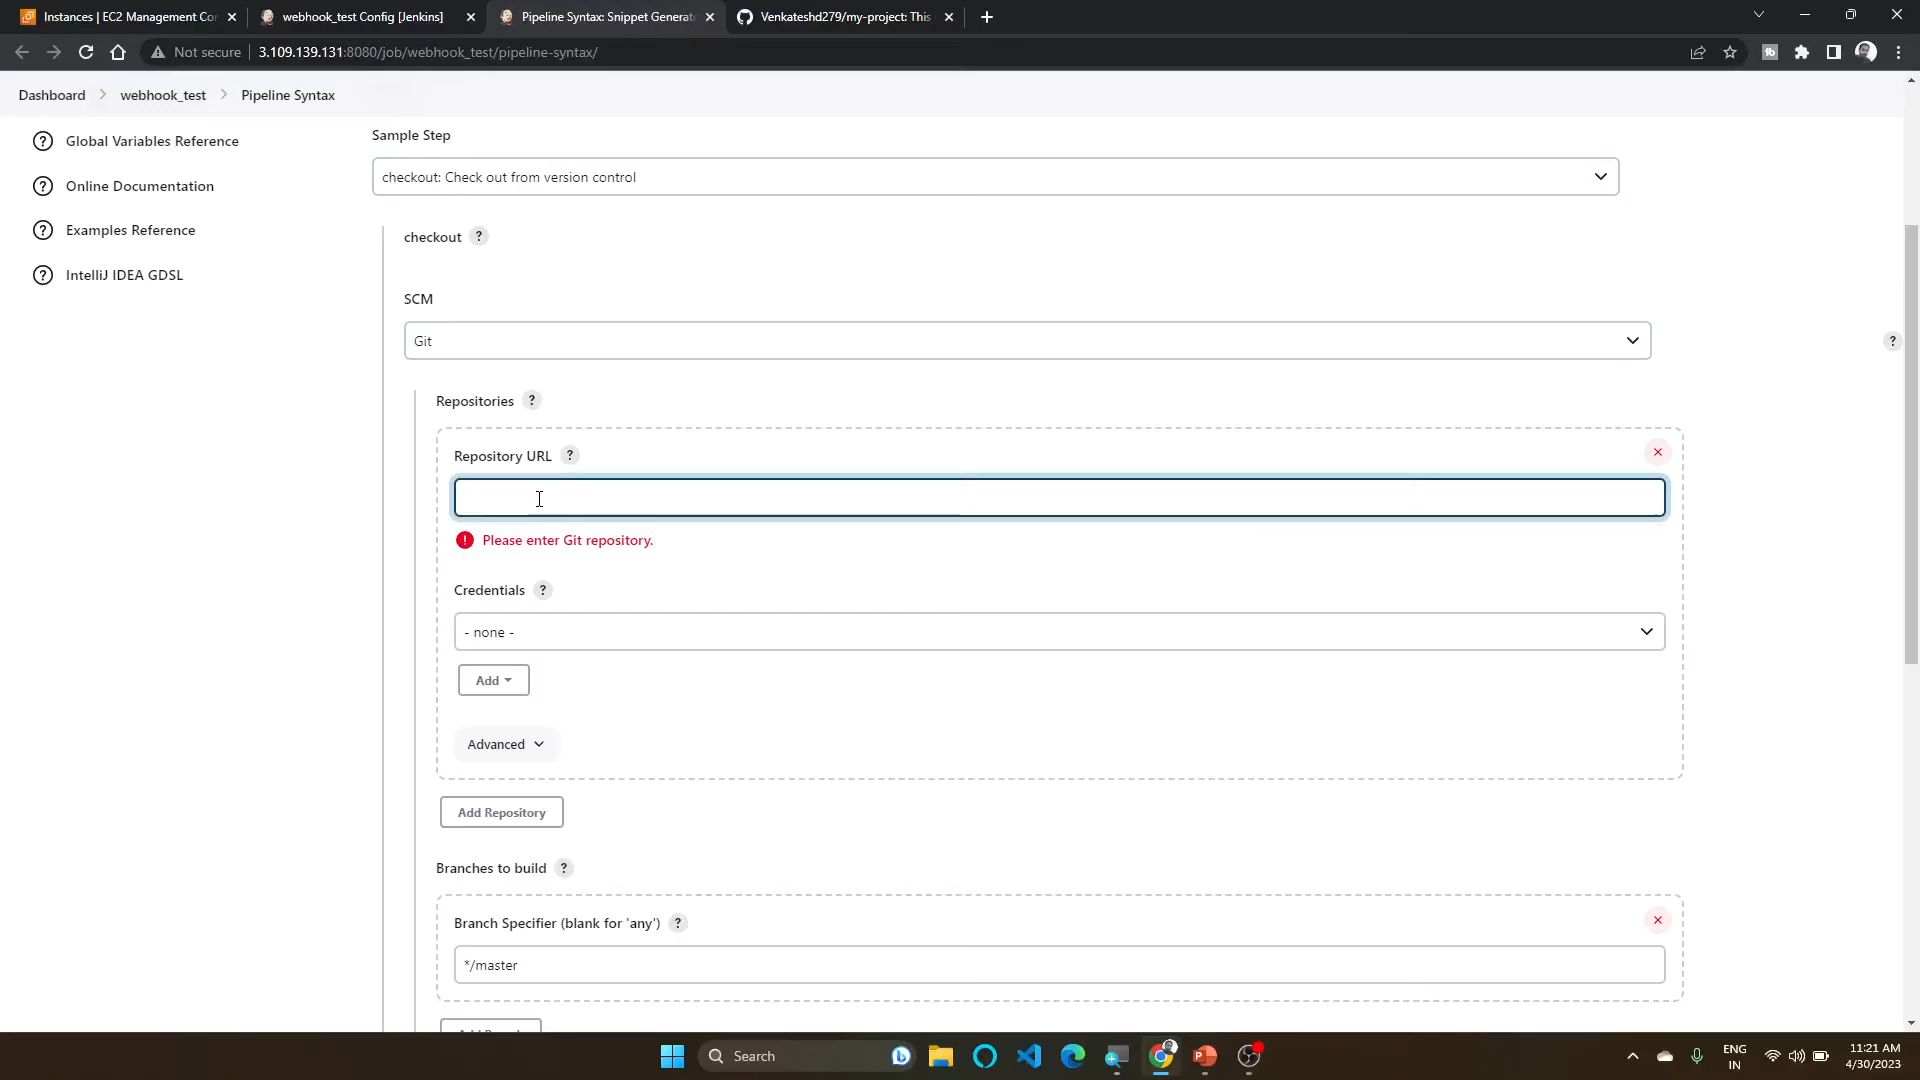 Instances | EC2 Management Co
webhook_test Config [Jenkins]
Pipeline Syntax: Snippet Generat
Venkateshd279/my-project: This
Not secure
3.109.139.131:8080/job/webhook_test/pipeline-syntax/
Dashboard
webhook_test
Pipeline Syntax
Global Variables Reference
Online Documentation
Examples Reference
IntelliJ IDEA GDSL
Sample Step
checkout: Check out from version control
checkout ?
SCM
Git
?
Repositories ?
Repository URL ?
Please enter Git repository.
Credentials ?
- none -
Add
Advanced
Add Repository
Branches to build ?
Branch Specifier (blank for 'any') ?
*/master
Search
ENG
IN
11:21 AM
4/30/2023